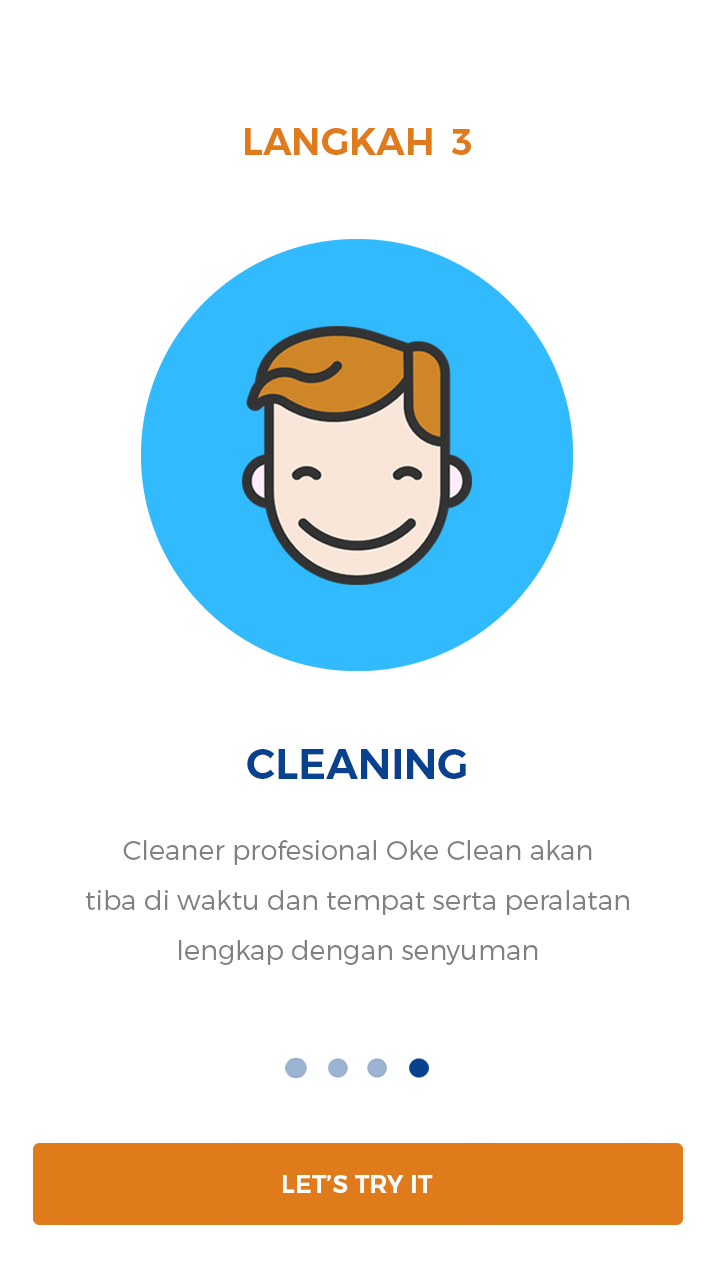 LANGKAH 3
CLEANING
Cleaner profesional Oke Clean akan
tiba di waktu dan tempat serta peralatan
lengkap dengan senyuman
LET’S TRY IT